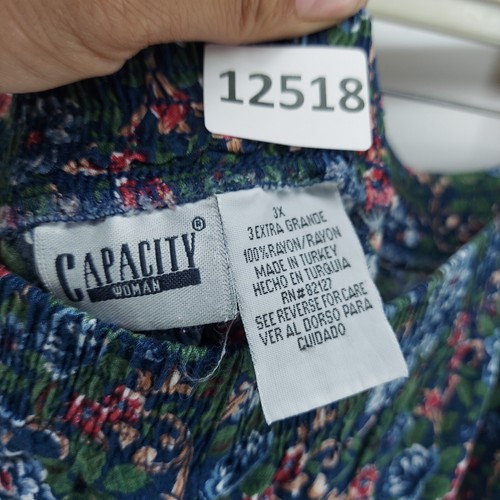 12518
CAPACITY®
WOMAN
3X
3 EXTRA GRANDE
100% RAYON/RAYON
MADE IN TURKEY
HECHO EN TURQUIA
RN# 82127
SEE REVERSE FOR CARE
VER AL DORSO PARA
CUIDADO